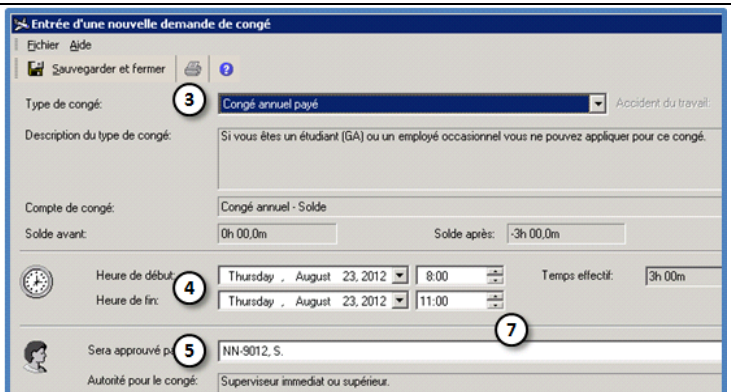 Entrée d'une nouvelle demande de congé
Fichier Aide
Sauvegarder et fermer
3
Type de congé: Congé annuel payé Accident du travail:
Description du type de congé: Si vous êtes un étudiant (GA) ou un employé occasionnel vous ne pouvez appliquer pour ce congé.
Compte de congé: Congé annuel - Solde
Solde avant: 0h 00,0m Solde après: -3h 00,0m
Heure de début: Thursday , August 23, 2012 8:00 Temps effectif: 3h 00m
4
Heure de fin: Thursday , August 23, 2012 11:00
7
Sera approuvé 5 NN-9012, S.
Autorité pour le congé: Superviseur immediat ou supérieur.